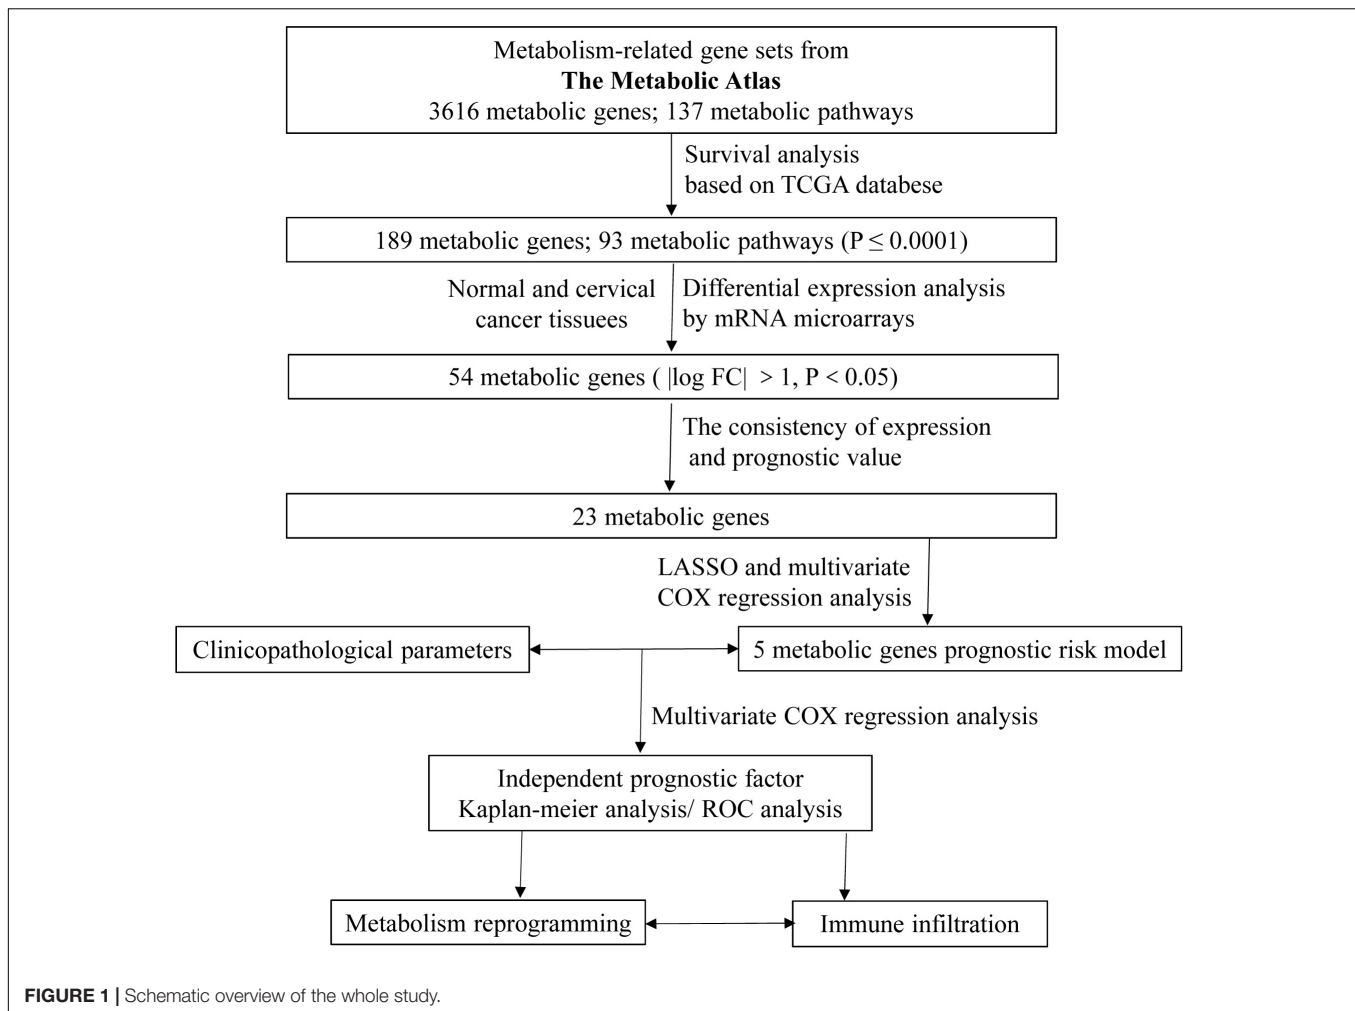 Metabolism-related gene sets from
The Metabolic Atlas
3616 metabolic genes; 137 metabolic pathways
Survival analysis
based on TCGA databese
189 metabolic genes; 93 metabolic pathways (P ≤ 0.0001)
Normal and cervical
cancer tissuees
Differential expression analysis
by mRNA microarrays
54 metabolic genes ( |log FC| > 1, P < 0.05)
The consistency of expression
and prognostic value
23 metabolic genes
LASSO and multivariate
COX regression analysis
Clinicopathological parameters
5 metabolic genes prognostic risk model
Multivariate COX regression analysis
Independent prognostic factor
Kaplan-meier analysis/ ROC analysis
Metabolism reprogramming
Immune infiltration
FIGURE 1 | Schematic overview of the whole study.